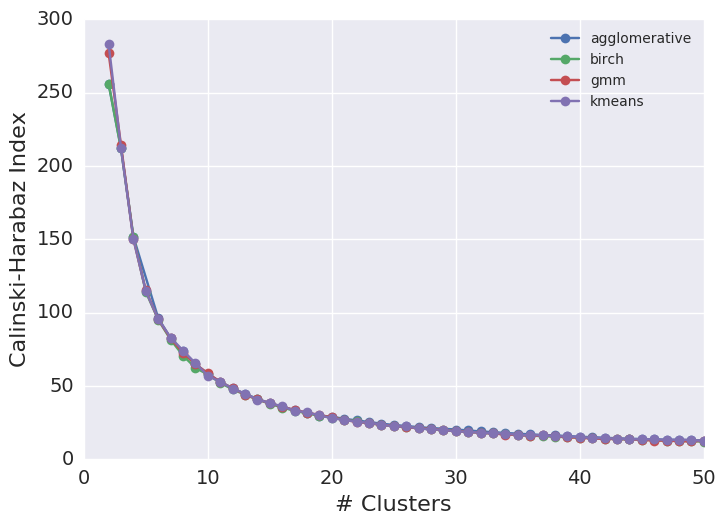 300
250
200
150
100
50
0
Calinski-Harabaz Index
agglomerative
birch
gmm
kmeans
0 10 20 30 40 50
# Clusters